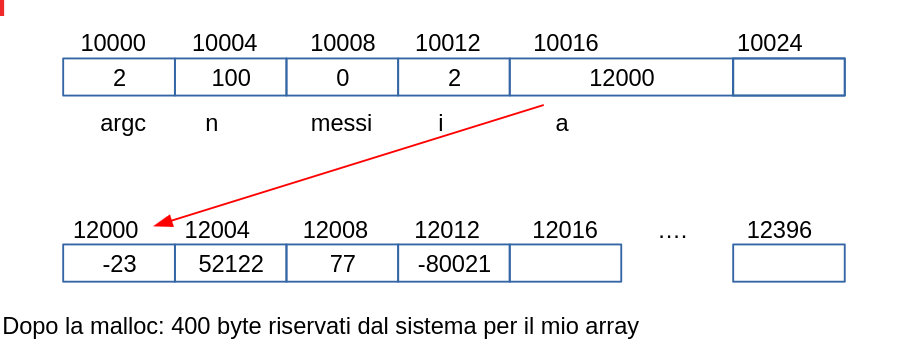 10000 10004 10008 10012 10016 10024
2 100 0 2 12000
argc n messi i a
12000 12004 12008 12012 12016 .... 12396
-23 52122 77 -80021
Dopo la malloc: 400 byte riservati dal sistema per il mio array